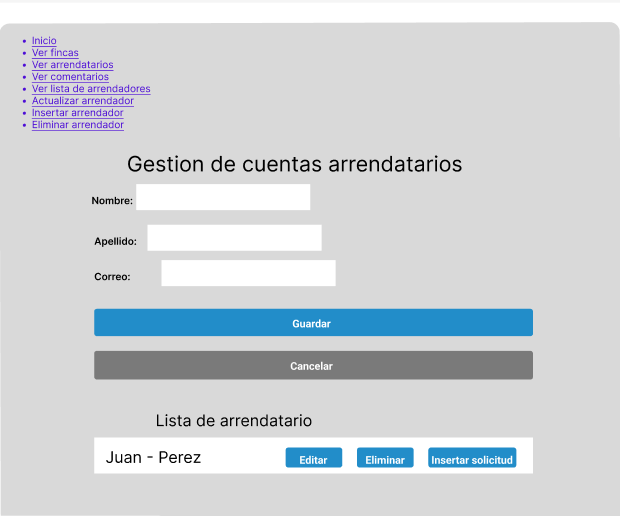 Inicio
Ver fincas
Ver arrendatarios
Ver comentarios
Ver lista de arrendadores
Actualizar arrendador
Insertar arrendador
Eliminar arrendador
Gestion de cuentas arrendatarios
Nombre:
Apellido:
Correo:
Guardar
Cancelar
Lista de arrendatario
Juan - Perez Editar Eliminar Insertar solicitud